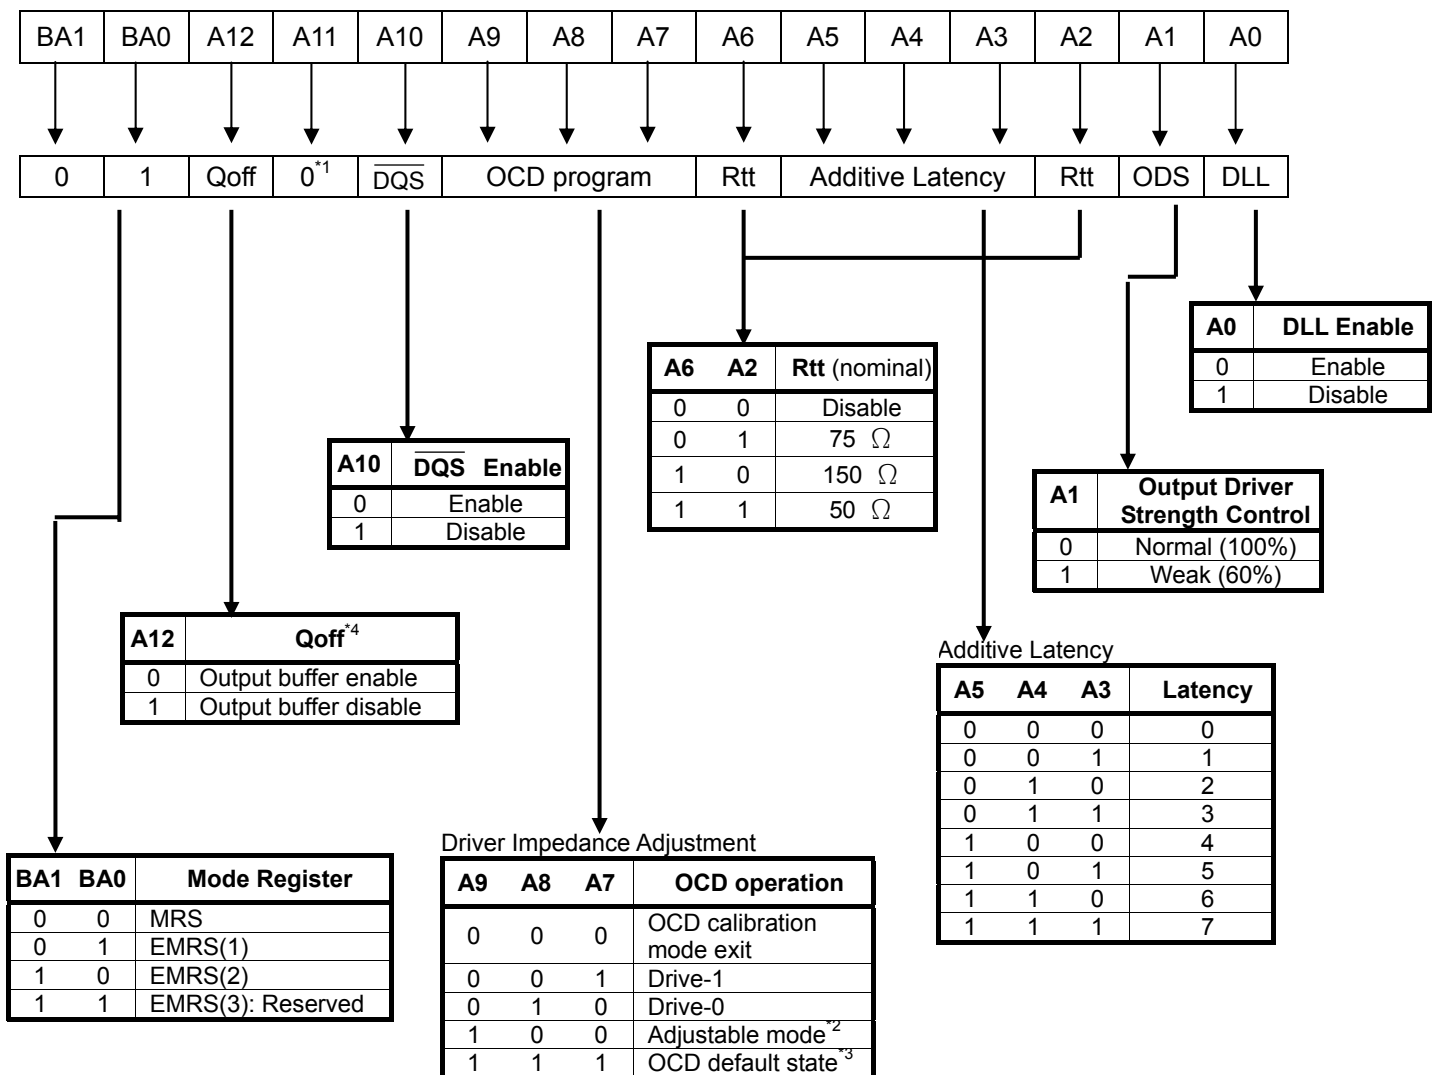 BA1 BA0 A12 A11 A10 A9 A8 A7 A6 A5 A4 A3 A2 A1 A0
0 1 Qoff 0*1 DQS OCD program Rtt Additive Latency Rtt ODS DLL
A0 DLL Enable
0 Enable
1 Disable
A6 A2 Rtt (nominal)
0 0 Disable
0 1 75 Ω
1 0 150 Ω
1 1 50 Ω
A10 DQS Enable
0 Enable
1 Disable
A1 Output Driver
Strength Control
0 Normal (100%)
1 Weak (60%)
A12 Qoff*4
0 Output buffer enable
1 Output buffer disable
Additive Latency
A5 A4 A3 Latency
0 0 0 0
0 0 1 1
0 1 0 2
0 1 1 3
1 0 0 4
1 0 1 5
1 1 0 6
1 1 1 7
BA1 BA0 Mode Register
0 0 MRS
0 1 EMRS(1)
1 0 EMRS(2)
1 1 EMRS(3): Reserved
Driver Impedance Adjustment
A9 A8 A7 OCD operation
0 0 0 OCD calibration
mode exit
0 0 1 Drive-1
0 1 0 Drive-0
1 0 0 Adjustable mode*2
1 1 1 OCD default state*3